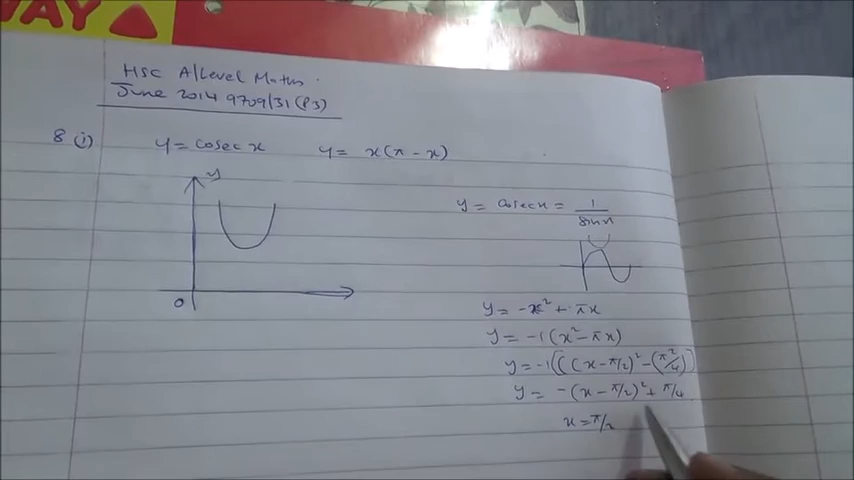 WAY
HSC A/Level Maths
June 2014 9709/31 (P3)
8 (i) y = cosec x y = x(π - x)
y
0
y = cosec x = 1/sin x
y = -x² + πx
y = -1(x² - πx)
y = -1[((x - π/2)² - (π²/4)]
y = -(x - π/2)² + π/4
x = π/2